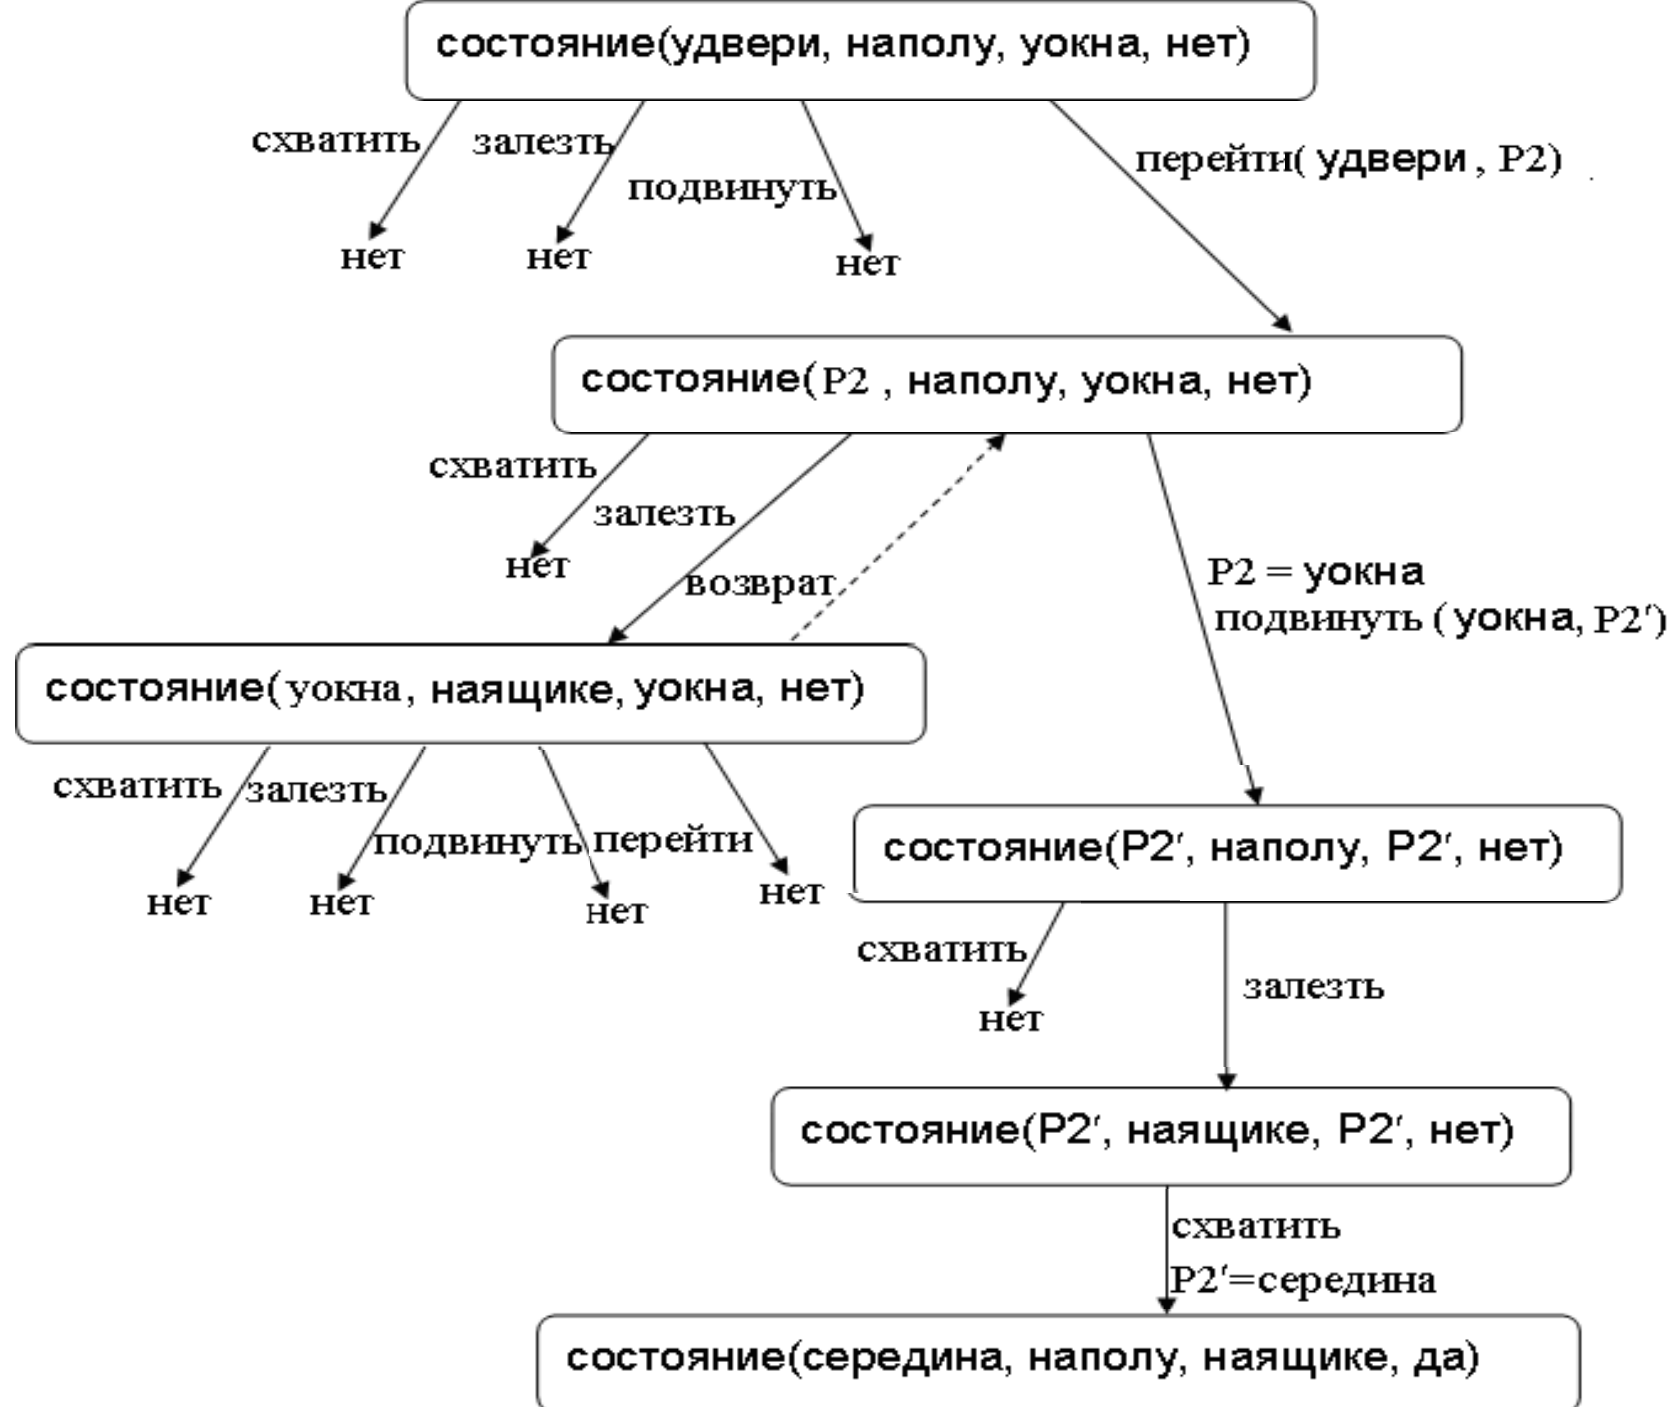 состояние(удвери, наполу, уокна, нет)
схватить
залезть
подвинуть
перейти( удвери , P2)
нет
нет
нет
состояние(P2 , наполу, уокна, нет)
схватить
залезть
нет
возврат
P2 = уокна
подвинуть ( уокна, P2')
состояние(уокна, наящике, уокна, нет)
схватить
залезть
подвинуть
перейти
нет
нет
нет
нет
состояние(P2', наполу, P2', нет)
схватить
залезть
нет
состояние(P2', наящике, P2', нет)
схватить
P2'=середина
состояние(середина, наполу, наящике, да)